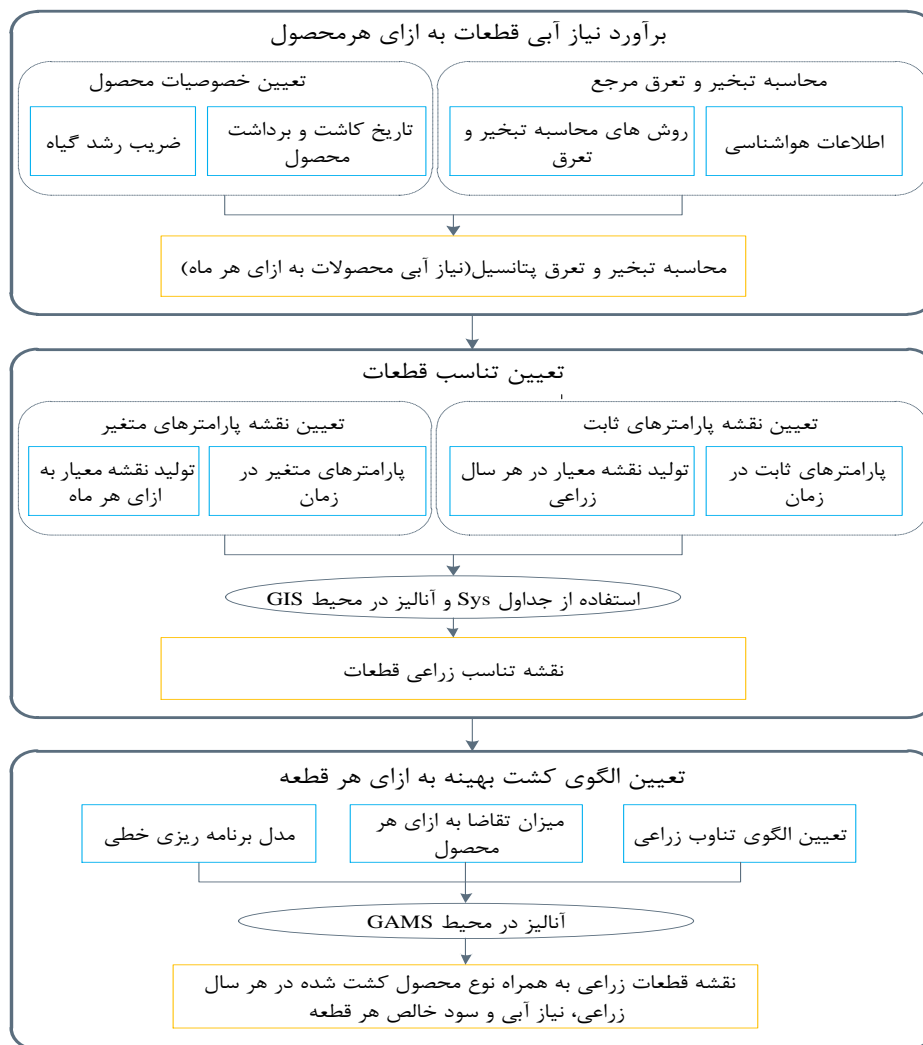 برآورد نیاز آبی قطعات به ازای هرمحصول
محاسبه تبخیر و تعرق مرجع
اطلاعات هواشناسی
روش های محاسبه تبخیر و
تعرق
تعیین خصوصیات محصول
تاریخ کاشت و برداشت
محصول
ضریب رشد گیاه
محاسبه تبخیر و تعرق پتانسیل(نیاز آبی محصولات به ازای هر ماه)
تعیین تناسب قطعات
تعیین نقشه پارامترهای ثابت
پارامترهای ثابت در
زمان
تولید نقشه معیار در هر سال
زراعی
تعیین نقشه پارامترهای متغیر
پارامترهای متغیر در
زمان
تولید نقشه معیار به
ازای هر ماه
استفاده از جداول Sys و آنالیز در محیط GIS
نقشه تناسب زراعی قطعات
تعیین الگوی کشت بهینه به ازای هر قطعه
تعیین الگوی تناوب زراعی
میزان تقاضا به ازای هر
محصول
مدل برنامه ریزی خطی
آنالیز در محیط GAMS
نقشه قطعات زراعی به همراه نوع محصول کشت شده در هر سال
زراعی، نیاز آبی و سود خالص هر قطعه